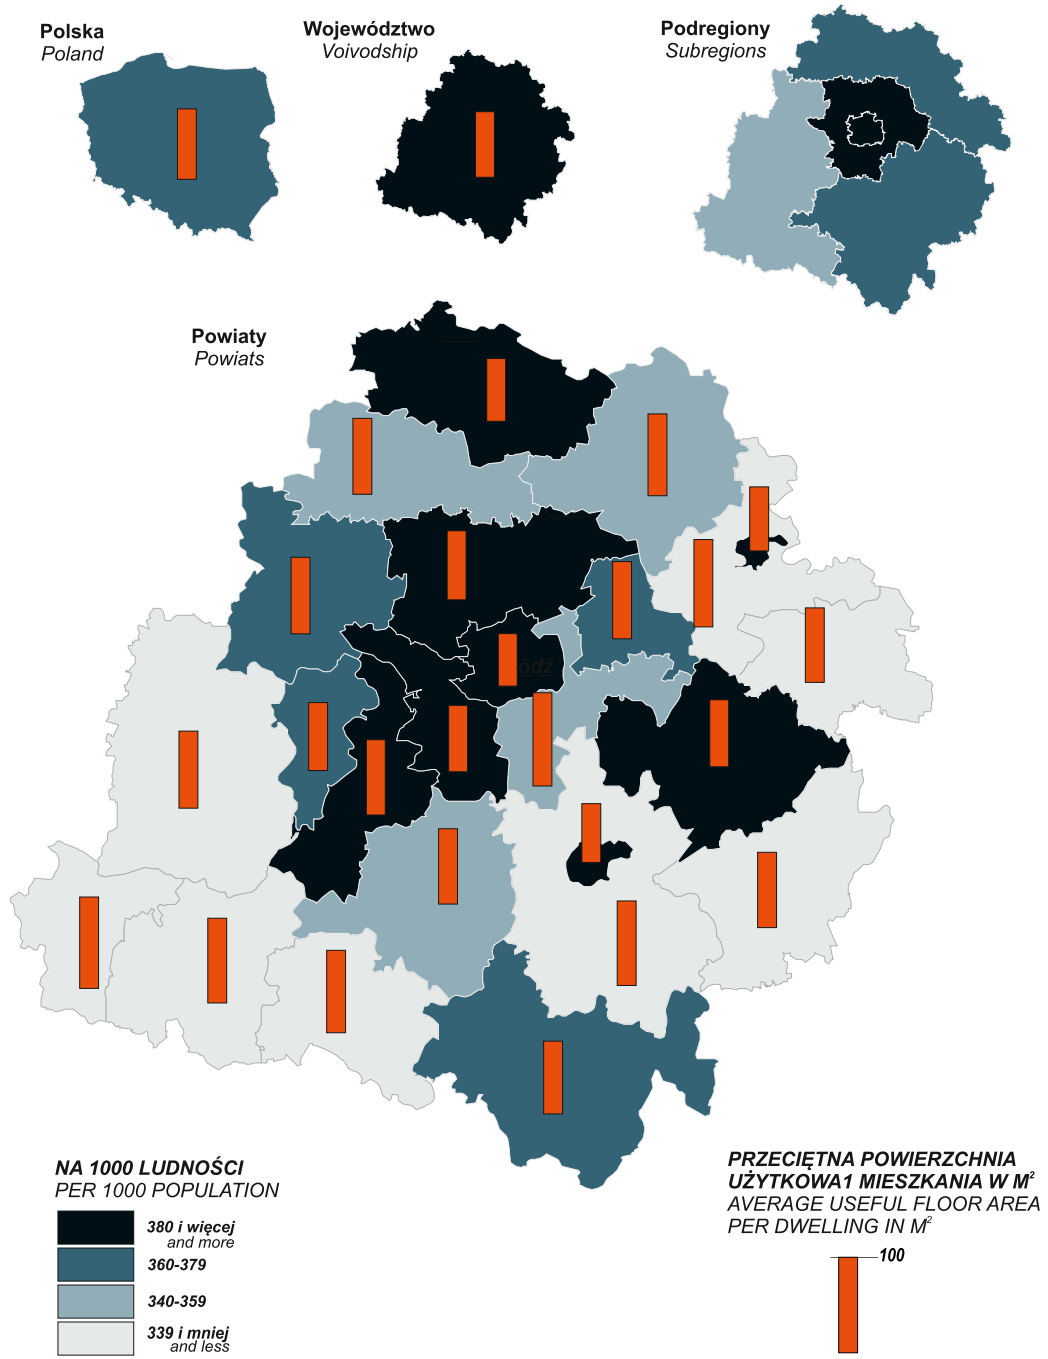 Polska
Poland
Województwo
Voivodship
Podregiony
Subregions
Powiaty
Powiats
ódź
NA 1000 LUDNOŚCI
PER 1000 POPULATION
380 i więcej
and more
360-379
340-359
339 i mniej
and less
PRZECIĘTNA POWIERZCHNIA
UŻYTKOWA1 MIESZKANIA W M²
AVERAGE USEFUL FLOOR AREA
PER DWELLING IN M²
100